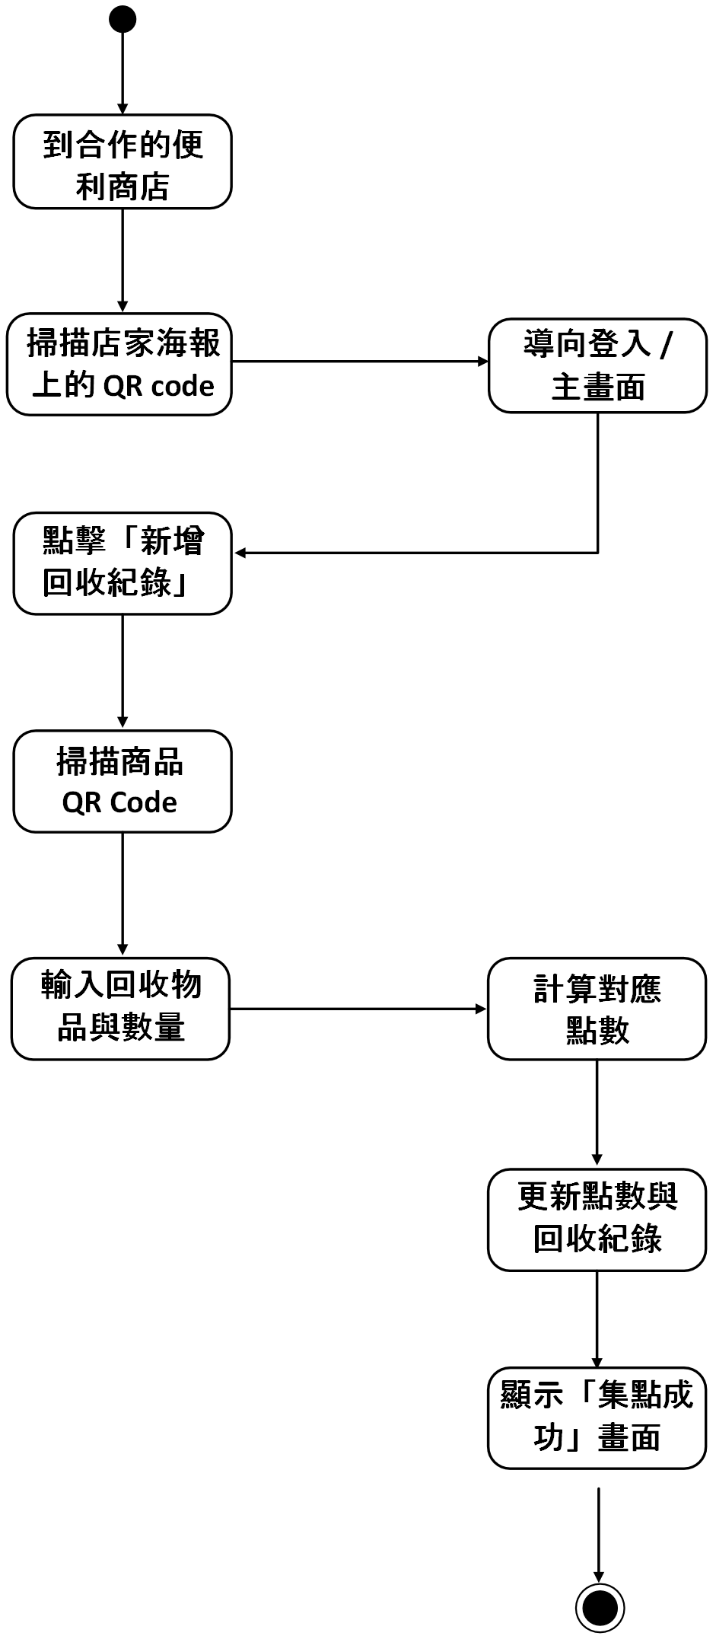 到合作的便
利商店
掃描店家海報
上的 QR code
導向登入 /
主畫面
點擊「新增
回收紀錄」
掃描商品
QR Code
輸入回收物
品與數量
計算對應
點數
更新點數與
回收紀錄
顯示「集點成
功」畫面